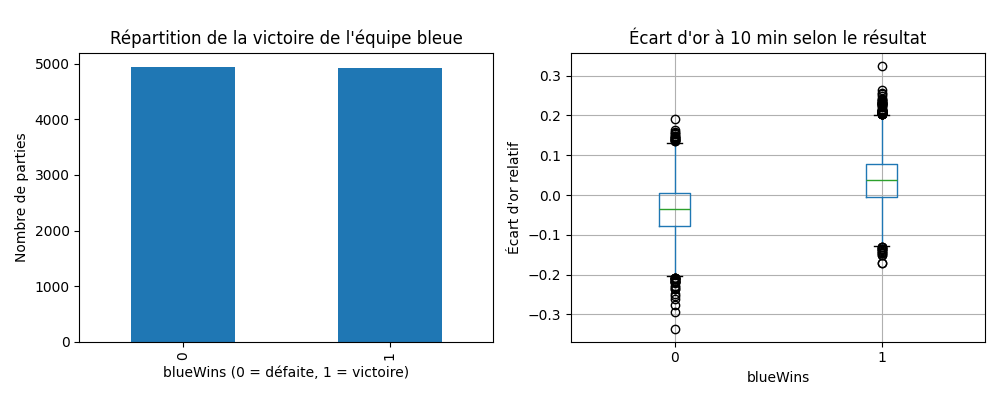 Répartition de la victoire de l'équipe bleue
Nombre de parties
5000
4000
3000
2000
1000
0
0
1
blueWins (0 = défaite, 1 = victoire)
Écart d'or à 10 min selon le résultat
Écart d'or relatif
0.3
0.2
0.1
0.0
−0.1
−0.2
−0.3
0
1
blueWins